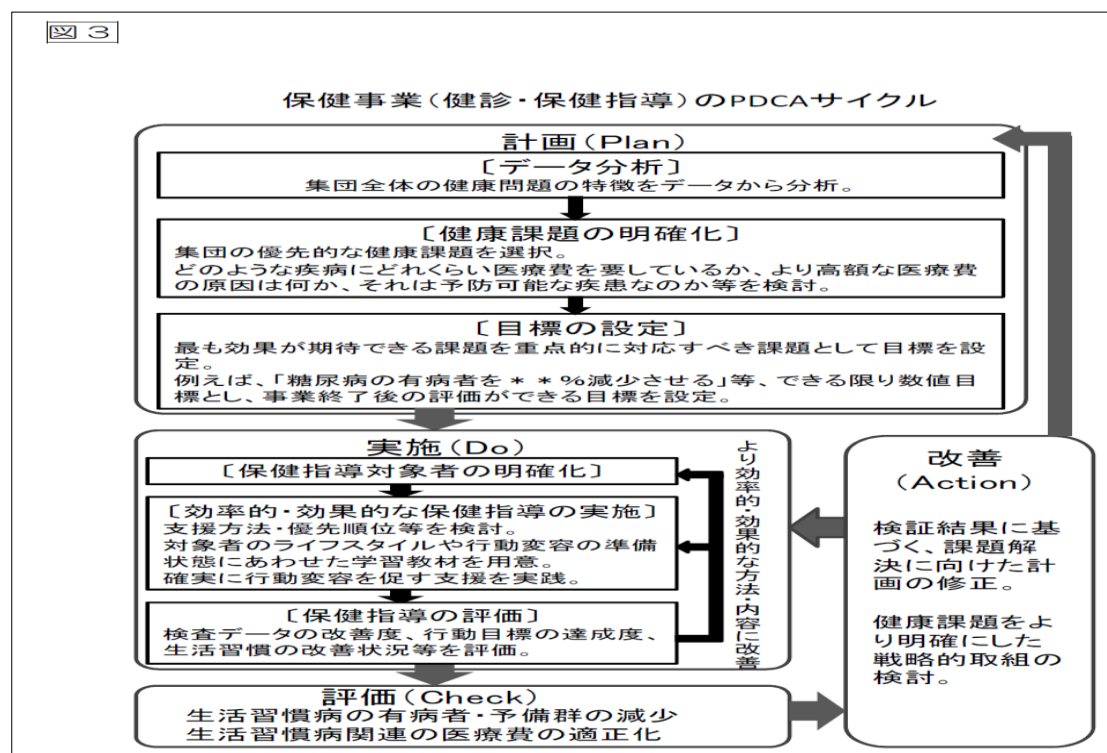 図3
保健事業(健診・保健指導)のPDCAサイクル
計画(Plan)
[データ分析]
集団全体の健康問題の特徴をデータから分析。
[健康課題の明確化]
集団の優先的な健康課題を選択。
どのような疾病にどれくらい医療費を要しているか、より高額な医療費
の原因は何か、それは予防可能な疾患なのか等を検討。
[目標の設定]
最も効果が期待できる課題を重点的に対応すべき課題として目標を設
定。
例えば、「糖尿病の有病者を**%減少させる」等、できる限り数値目
標とし、事業終了後の評価ができる目標を設定。
実施(Do)
[保健指導対象者の明確化]
[効率的・効果的な保健指導の実施]
支援方法・優先順位等を検討。
対象者のライフスタイルや行動変容の準備
状態にあわせた学習教材を用意。
確実に行動変容を促す支援を実践。
[保健指導の評価]
検査データの改善度、行動目標の達成度、
生活習慣の改善状況等を評価。
より効率的・効果的な方法・内容に改善
評価(Check)
生活習慣病の有病者・予備群の減少
生活習慣病関連の医療費の適正化
改善
(Action)
検証結果に基
づく、課題解
決に向けた計
画の修正。
健康課題をよ
り明確にした
戦略的取組の
検討。